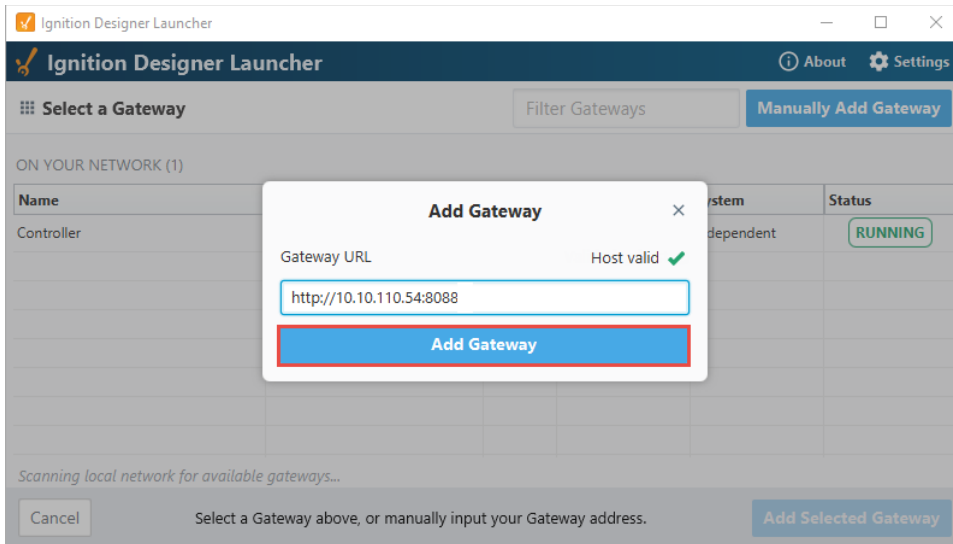 Ignition Designer Launcher
Ignition Designer Launcher About Settings
Select a Gateway Filter Gateways Manually Add Gateway
ON YOUR NETWORK (1)
Name Status
Controller RUNNING
Add Gateway
Gateway URL Host valid
http://10.10.110.54:8088
Add Gateway
Scanning local network for available gateways...
Cancel Select a Gateway above, or manually input your Gateway address. Add Selected Gateway